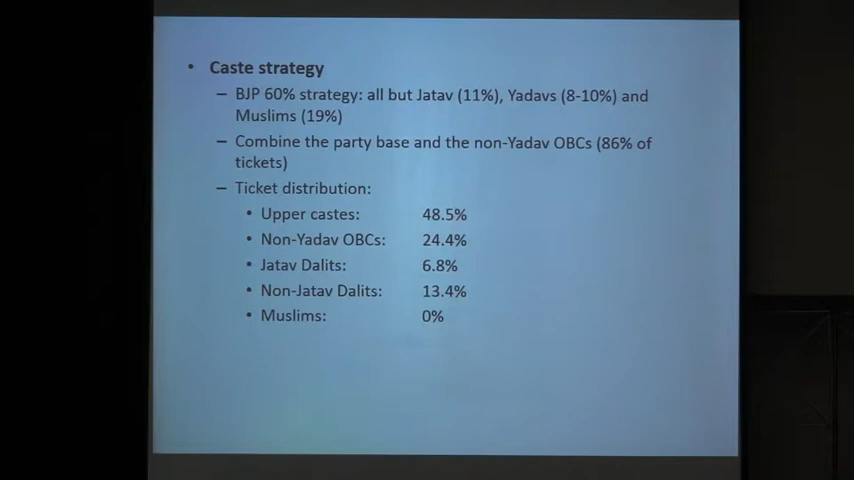 • Caste strategy
– BJP 60% strategy: all but Jatav (11%), Yadavs (8-10%) and
Muslims (19%)
– Combine the party base and the non-Yadav OBCs (86% of
tickets)
– Ticket distribution:
• Upper castes: 48.5%
• Non-Yadav OBCs: 24.4%
• Jatav Dalits: 6.8%
• Non-Jatav Dalits: 13.4%
• Muslims: 0%